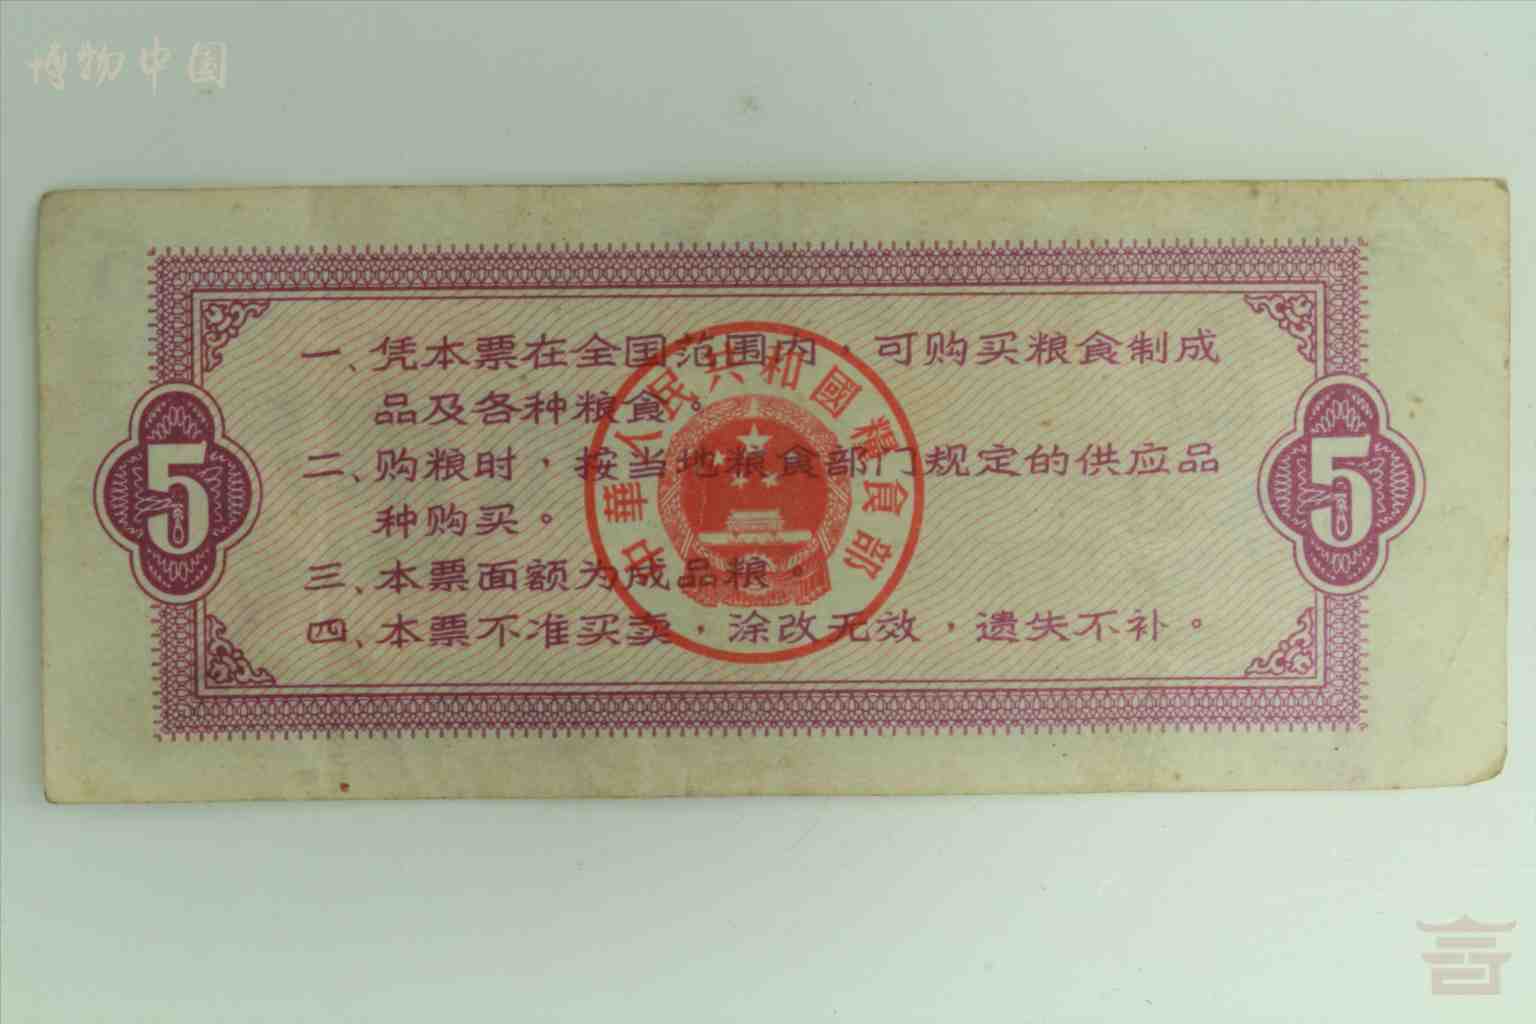 博物中国
一、凭本票在全国范围内，可购买粮食制成
品及各种粮食。
二、购粮时，按当地粮食部门规定的供应品
种购买。
三、本票面额为成品粮。
四、本票不准买卖，涂改无效，遗失不补。
中華人民共和國糧食部
5
5